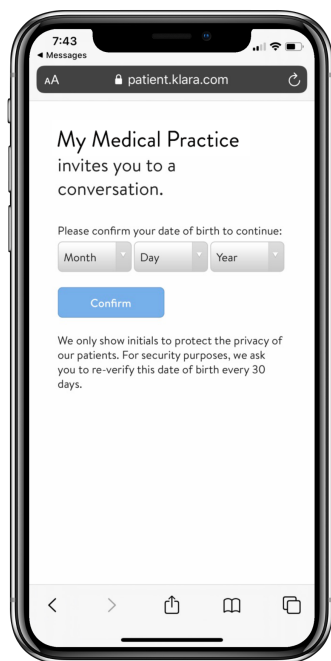 7:43
◀ Messages
AA patient.klara.com
My Medical Practice
invites you to a
conversation.
Please confirm your date of birth to continue:
Month Day Year
Confirm
We only show initials to protect the privacy of
our patients. For security purposes, we ask
you to re-verify this date of birth every 30
days.